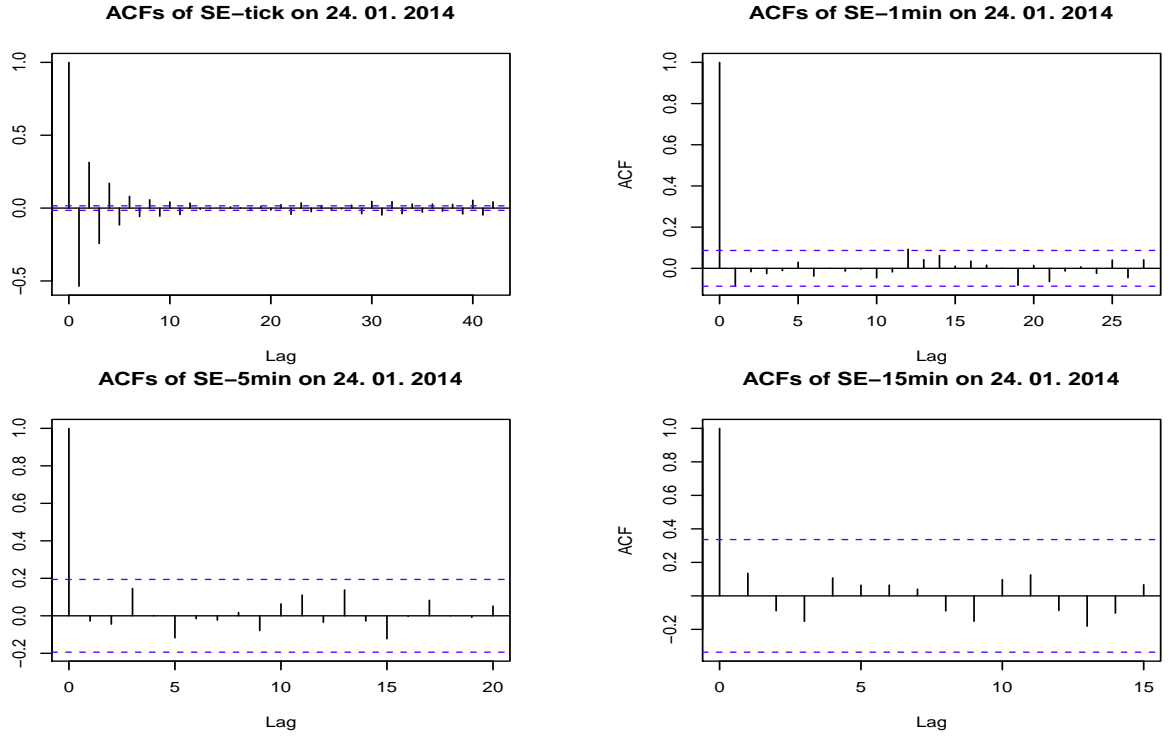 ACFs of SE−tick on 24. 01. 2014
1.0
0.5
0.0
−0.5
0 10 20 30 40
Lag
ACFs of SE−1min on 24. 01. 2014
ACF
1.0
0.8
0.6
0.4
0.2
0.0
0 5 10 15 20 25
Lag
ACFs of SE−5min on 24. 01. 2014
1.0
0.8
0.6
0.4
0.2
0.0
−0.2
0 5 10 15 20
Lag
ACFs of SE−15min on 24. 01. 2014
ACF
1.0
0.8
0.6
0.4
0.2
−0.2
0 5 10 15
Lag